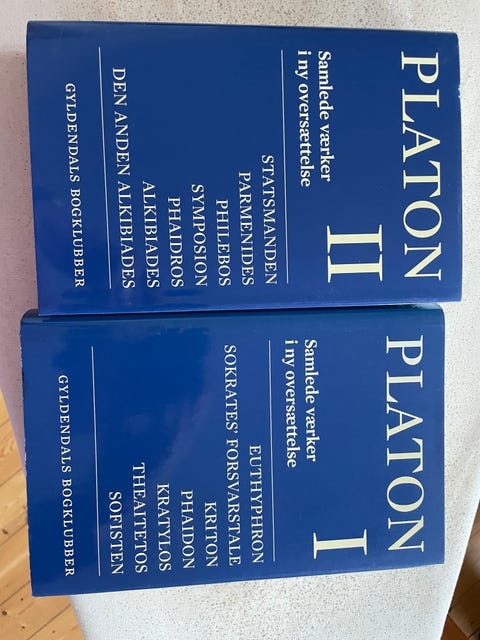 PLATON
II
Samlede værker
i ny oversættelse
STATSMANDEN
PARMENIDES
PHILEBOS
SYMPOSION
PHAIDROS
ALKIBIADES
DEN ANDEN ALKIBIADES
GYLDENDALS BOGKLUBBER
PLATON
I
Samlede værker
i ny oversættelse
EUTHYPHRON
SOKRATES' FORSVARSTALE
KRITON
PHAIDON
KRATYLOS
THEAITETOS
SOFISTEN
GYLDENDALS BOGKLUBBER